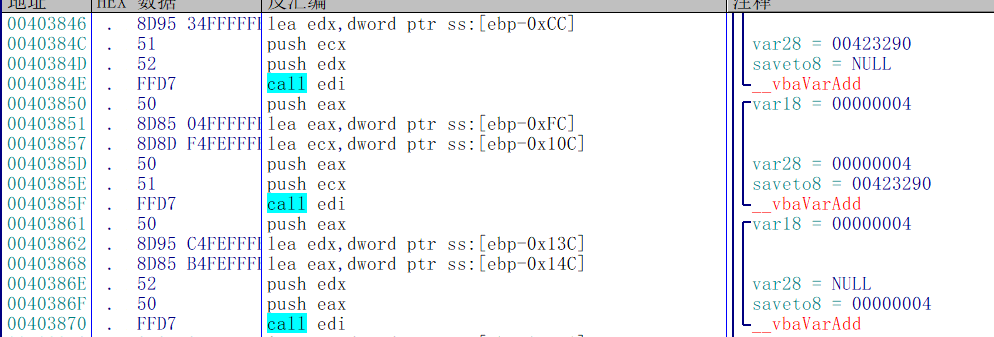 地址 HEX 数据 反汇编 注释
00403846 . 8D95 34FFFFFF lea edx,dword ptr ss:[ebp-0xCC]
0040384C . 51 push ecx var28 = 00423290
0040384D . 52 push edx saveto8 = NULL
0040384E . FFD7 call edi __vbaVarAdd
00403850 . 50 push eax var18 = 00000004
00403851 . 8D85 04FFFFFF lea eax,dword ptr ss:[ebp-0xFC]
00403857 . 8D8D F4FEFFFF lea ecx,dword ptr ss:[ebp-0x10C]
0040385D . 50 push eax var28 = 00000004
0040385E . 51 push ecx saveto8 = 00423290
0040385F . FFD7 call edi __vbaVarAdd
00403861 . 50 push eax var18 = 00000004
00403862 . 8D95 C4FEFFFF lea edx,dword ptr ss:[ebp-0x13C]
00403868 . 8D85 B4FEFFFF lea eax,dword ptr ss:[ebp-0x14C]
0040386E . 52 push edx var28 = NULL
0040386F . 50 push eax saveto8 = 00000004
00403870 . FFD7 call edi __vbaVarAdd